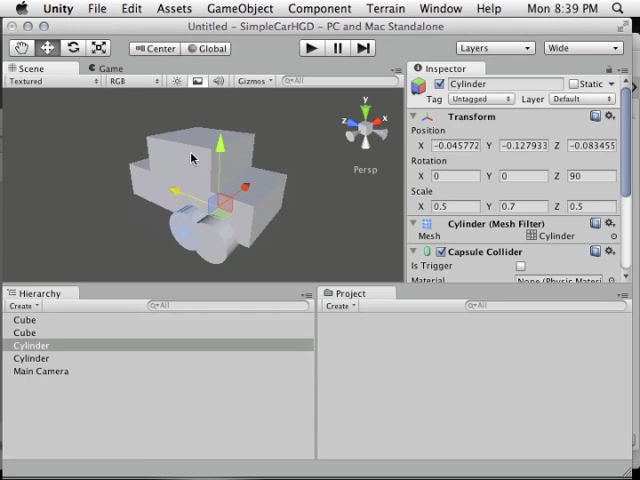 Unity File Edit Assets GameObject Component Terrain Window Help Mon 8:39 PM
Untitled - SimpleCarHGD - PC and Mac Standalone
Center Global Layers Wide
Scene Game Inspector
Textured RGB Gizmos All
Cylinder Static
Tag Untagged Layer Default
Transform
Position
X -0.045772 Y -0.127933 Z -0.083455
Rotation
X 0 Y 0 Z 90
Scale
X 0.5 Y 0.7 Z 0.5
Cylinder (Mesh Filter)
Mesh Cylinder
Capsule Collider
Is Trigger
Material None (Physic Materi
y
z x
Persp
Hierarchy Project
Create All Create All
Cube
Cube
Cylinder
Cylinder
Main Camera